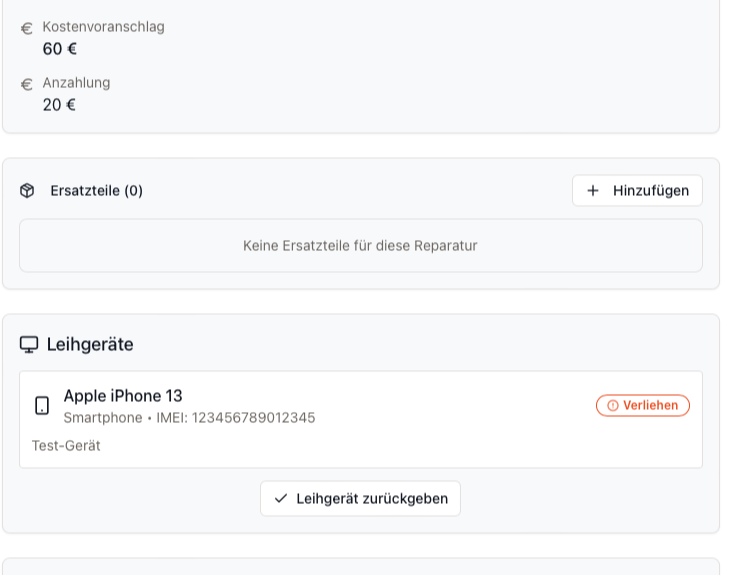 Kostenvoranschlag
60 €
Anzahlung
20 €
Ersatzteile (0)
Hinzufügen
Keine Ersatzteile für diese Reparatur
Leihgeräte
Apple iPhone 13
Smartphone • IMEI: 123456789012345
Verliehen
Test-Gerät
Leihgerät zurückgeben